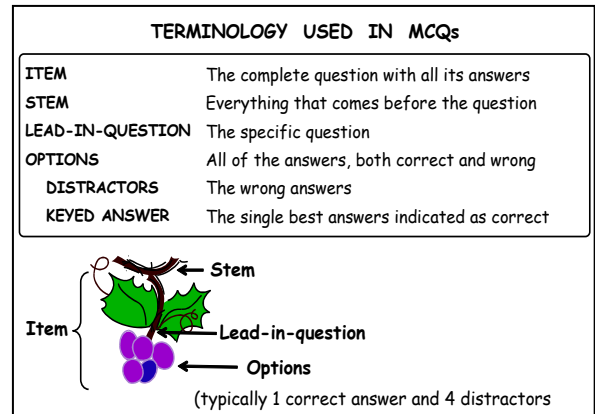 TERMINOLOGY USED IN MCQs
ITEM The complete question with all its answers
STEM Everything that comes before the question
LEAD-IN-QUESTION The specific question
OPTIONS All of the answers, both correct and wrong
DISTRACTORS The wrong answers
KEYED ANSWER The single best answers indicated as correct
Stem
Item
Lead-in-question
Options
(typically 1 correct answer and 4 distractors